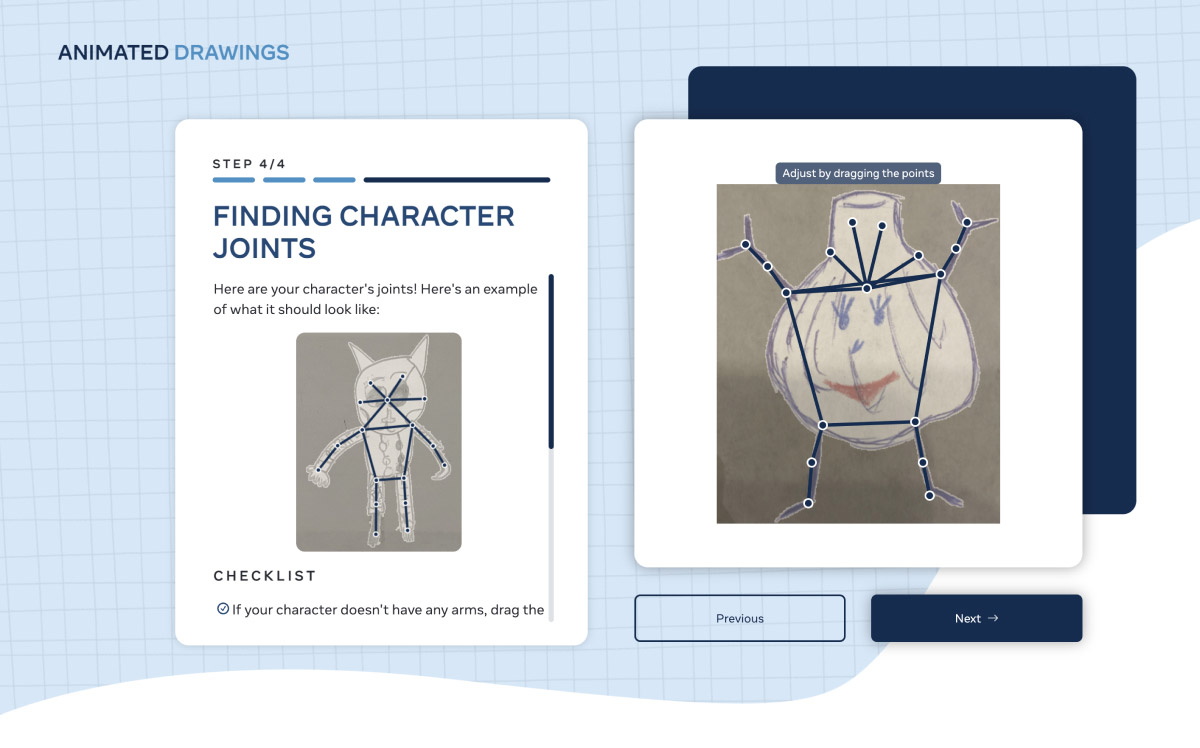 ANIMATED DRAWINGS
STEP 4/4
FINDING CHARACTER
JOINTS
Here are your character's joints! Here's an example
of what it should look like:
CHECKLIST
If your character doesn't have any arms, drag the
Adjust by dragging the points
Previous
Next →